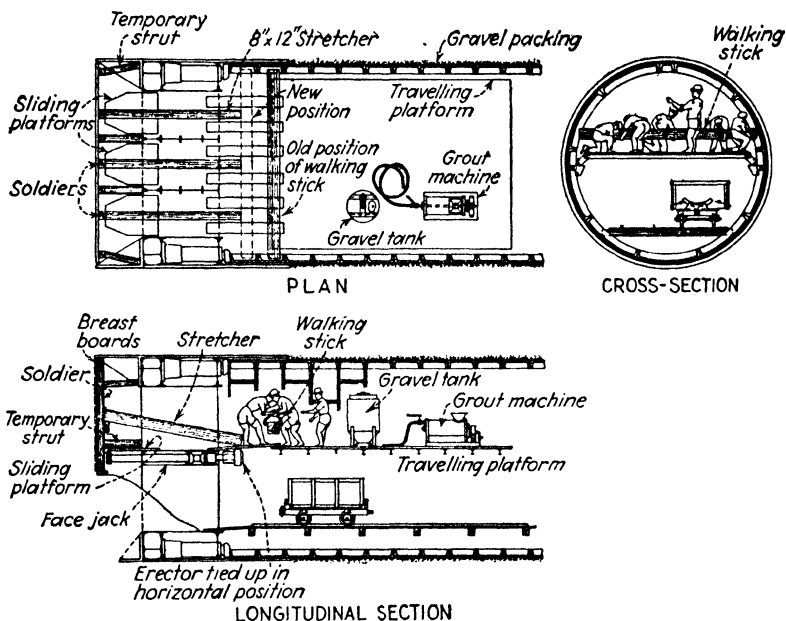 Temporary
strut
8"x 12" Stretcher
Gravel packing
Walking
stick
Sliding
platforms
New
position
Travelling
platform
Old position
of walking
stick
Grout
machine
Soldiers
Gravel tank
PLAN
CROSS-SECTION
Breast
boards
Stretcher
Walking
stick
Soldier
Gravel tank
Grout machine
Temporary
strut
Sliding
platform
Travelling platform
Face jack
Erector tied up in
horizontal position
LONGITUDINAL SECTION